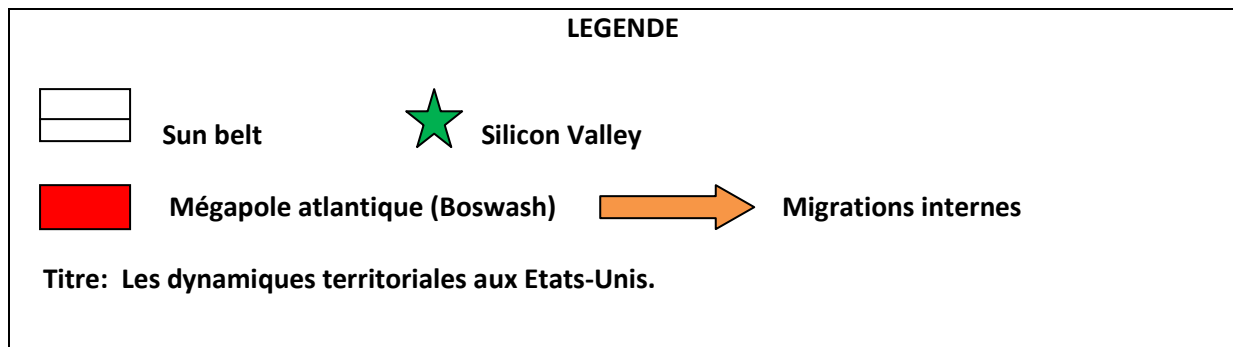 LEGENDE
Sun belt Silicon Valley
Mégapole atlantique (Boswash) Migrations internes
Titre: Les dynamiques territoriales aux Etats-Unis.